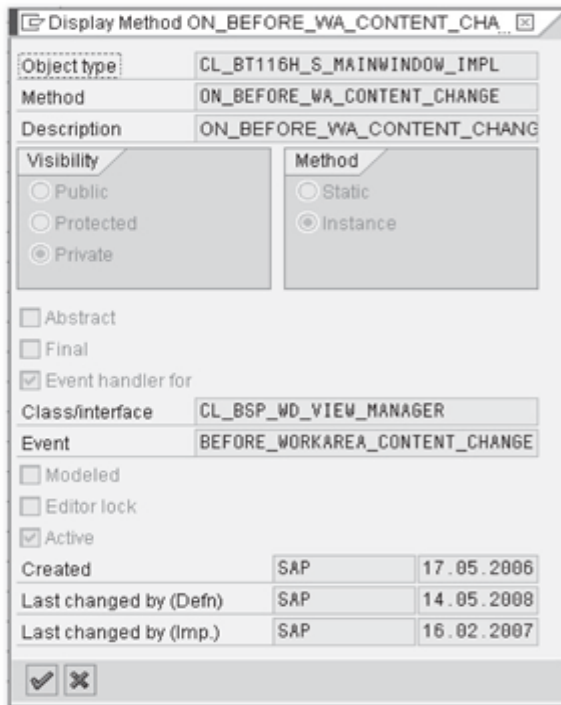 Display Method ON_BEFORE_WA_CONTENT_CHA...
Object type CL_BT116H_S_MAINWINDOW_IMPL
Method ON_BEFORE_WA_CONTENT_CHANGE
Description ON_BEFORE_WA_CONTENT_CHANG
Visibility Method
Public Static
Protected Instance
Private
Abstract
Final
Event handler for
Class/interface CL_BSP_WD_VIEW_MANAGER
Event BEFORE_WORKAREA_CONTENT_CHANGE
Modeled
Editor lock
Active
Created SAP 17.05.2006
Last changed by (Defn) SAP 14.05.2008
Last changed by (Imp.) SAP 16.02.2007